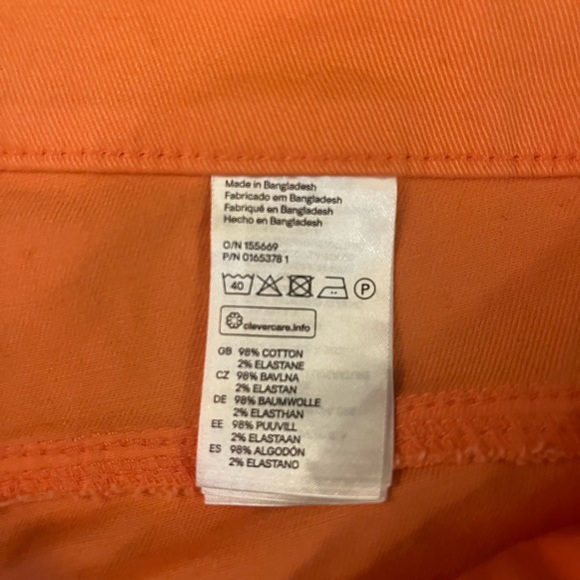 Made in Bangladesh
Fabricado em Bangladesh
Fabriqué en Bangladesh
Hecho en Bangladesh
O/N 155669
P/N 0165378 1
40 P
clevercare.info
GB 98% COTTON
2% ELASTANE
CZ 98% BAVLNA
2% ELASTAN
DE 98% BAUMWOLLE
2% ELASTHAN
EE 98% PUUVILL
2% ELASTAAN
ES 98% ALGODÓN
2% ELASTANO